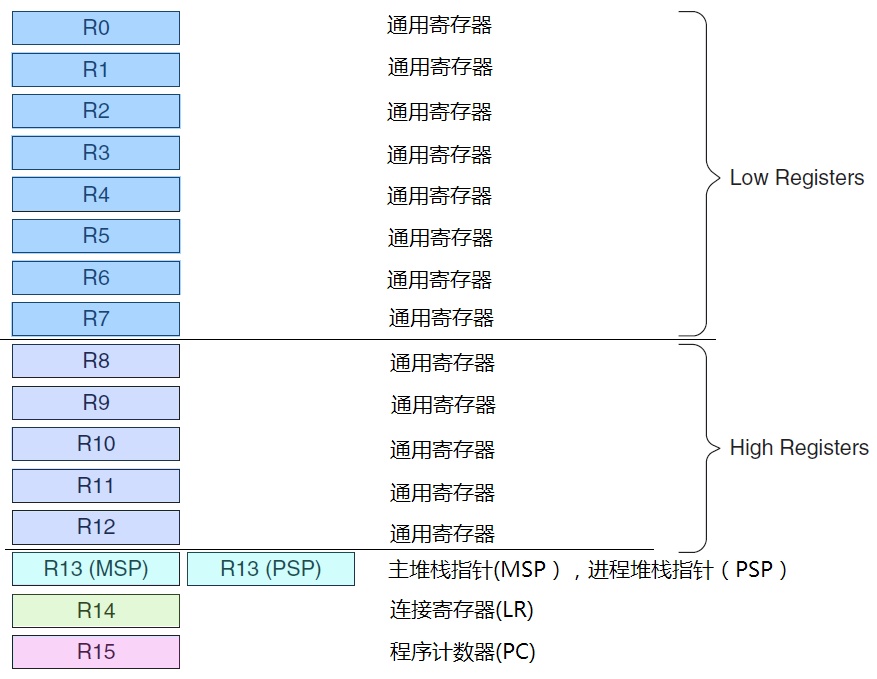 R0 通用寄存器
R1 通用寄存器
R2 通用寄存器
R3 通用寄存器
R4 通用寄存器
Low Registers
R5 通用寄存器
R6 通用寄存器
R7 通用寄存器
R8 通用寄存器
R9 通用寄存器
R10 通用寄存器
High Registers
R11 通用寄存器
R12 通用寄存器
R13 (MSP) R13 (PSP) 主堆栈指针(MSP），进程堆栈指针（PSP）
R14 连接寄存器(LR)
R15 程序计数器(PC)